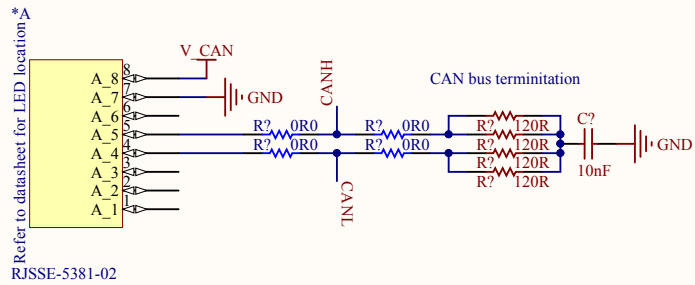 *A
Refer to datasheet for LED location
V_CAN
A_8 8
A_7 7
GND
A_6 6
A_5 5
A_4 4
A_3 3
A_2 2
A_1 1
CANH
CANL
R? 0R0
R? 0R0
R? 0R0
R? 0R0
CAN bus terminitation
R? 120R
R? 120R
R? 120R
R? 120R
C?
10nF
GND
RJSSE-5381-02